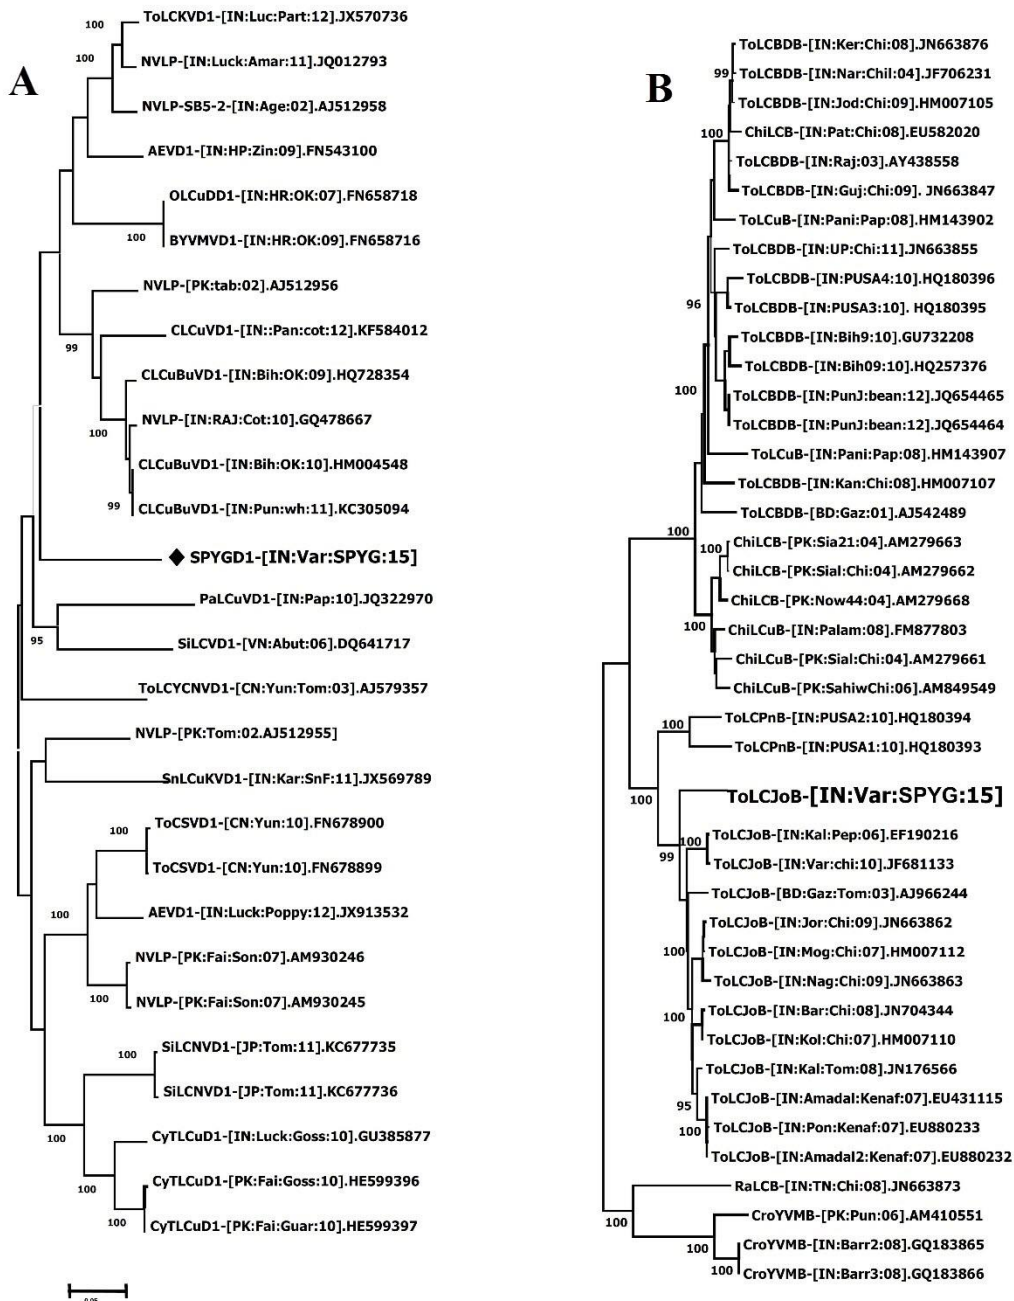 A
ToLCKVD1-[IN:Luc:Part:12].JX570736
100
100
NVLP-[IN:Luck:Amar:11].JQ012793
NVLP-SB5-2-[IN:Age:02].AJ512958
AEVD1-[IN:HP:Zin:09].FN543100
OLCuDD1-[IN:HR:OK:07].FN658718
100
BYVMVD1-[IN:HR:OK:09].FN658716
NVLP-[PK:tab:02].AJ512956
CLCuVD1-[IN::Pan:cot:12].KF584012
99
CLCuBuVD1-[IN:Bih:OK:09].HQ728354
NVLP-[IN:RAJ:Cot:10].GQ478667
100
CLCuBuVD1-[IN:Bih:OK:10].HM004548
99
CLCuBuVD1-[IN:Pun:wh:11].KC305094
SPYGD1-[IN:Var:SPYG:15]
PaLCuVD1-[IN:Pap:10].JQ322970
95
SiLCVD1-[VN:Abut:06].DQ641717
ToLCYCNVD1-[CN:Yun:Tom:03].AJ579357
NVLP-[PK:Tom:02.AJ512955]
SnLCuKVD1-[IN:Kar:SnF:11].JX569789
ToCSVD1-[CN:Yun:10].FN678900
100
ToCSVD1-[CN:Yun:10].FN678899
100
AEVD1-[IN:Luck:Poppy:12].JX913532
NVLP-[PK:Fai:Son:07].AM930246
100
NVLP-[PK:Fai:Son:07].AM930245
SiLCNVD1-[JP:Tom:11].KC677735
100
SiLCNVD1-[JP:Tom:11].KC677736
100
CyTLCuD1-[IN:Luck:Goss:10].GU385877
100
CyTLCuD1-[PK:Fai:Goss:10].HE599396
100
CyTLCuD1-[PK:Fai:Guar:10].HE599397
0.05
B
ToLCBDB-[IN:Ker:Chi:08].JN663876
99
ToLCBDB-[IN:Nar:Chil:04].JF706231
ToLCBDB-[IN:Jod:Chi:09].HM007105
100
ChiLCB-[IN:Pat:Chi:08].EU582020
ToLCBDB-[IN:Raj:03].AY438558
ToLCBDB-[IN:Guj:Chi:09]. JN663847
ToLCuB-[IN:Pani:Pap:08].HM143902
ToLCBDB-[IN:UP:Chi:11].JN663855
ToLCBDB-[IN:PUSA4:10].HQ180396
96
ToLCBDB-[IN:PUSA3:10]. HQ180395
ToLCBDB-[IN:Bih9:10].GU732208
ToLCBDB-[IN:Bih09:10].HQ257376
100
ToLCBDB-[IN:PunJ:bean:12].JQ654465
ToLCBDB-[IN:PunJ:bean:12].JQ654464
ToLCuB-[IN:Pani:Pap:08].HM143907
ToLCBDB-[IN:Kan:Chi:08].HM007107
ToLCBDB-[BD:Gaz:01].AJ542489
100
ChiLCB-[PK:Sia21:04].AM279663
100
ChiLCB-[PK:Sial:Chi:04].AM279662
ChiLCB-[PK:Now44:04].AM279668
100
ChiLCuB-[IN:Palam:08].FM877803
ChiLCuB-[PK:Sial:Chi:04].AM279661
ChiLCuB-[PK:SahiwChi:06].AM849549
ToLCPnB-[IN:PUSA2:10].HQ180394
100
ToLCPnB-[IN:PUSA1:10].HQ180393
100
ToLCJoB-[IN:Var:SPYG:15]
ToLCJoB-[IN:Kal:Pep:06].EF190216
100
99
ToLCJoB-[IN:Var:chi:10].JF681133
ToLCJoB-[BD:Gaz:Tom:03].AJ966244
ToLCJoB-[IN:Jor:Chi:09].JN663862
100
ToLCJoB-[IN:Mog:Chi:07].HM007112
ToLCJoB-[IN:Nag:Chi:09].JN663863
ToLCJoB-[IN:Bar:Chi:08].JN704344
100
ToLCJoB-[IN:Kol:Chi:07].HM007110
ToLCJoB-[IN:Kal:Tom:08].JN176566
95
ToLCJoB-[IN:Amadal:Kenaf:07].EU431115
100
ToLCJoB-[IN:Pon:Kenaf:07].EU880233
ToLCJoB-[IN:Amadal2:Kenaf:07].EU880232
RaLCB-[IN:TN:Chi:08].JN663873
100
CroYVMB-[PK:Pun:06].AM410551
100
CroYVMB-[IN:Barr2:08].GQ183865
100
CroYVMB-[IN:Barr3:08].GQ183866